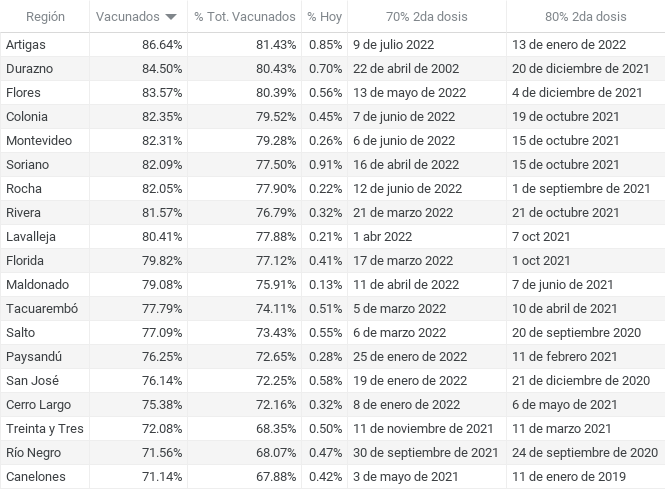 Región Vacunados % Tot. Vacunados % Hoy 70% 2da dosis 80% 2da dosis
Artigas 86.64% 81.43% 0.85% 9 de julio 2022 13 de enero de 2022
Durazno 84.50% 80.43% 0.70% 22 de abril de 2002 20 de diciembre de 2021
Flores 83.57% 80.39% 0.56% 13 de mayo de 2022 4 de diciembre de 2021
Colonia 82.35% 79.52% 0.45% 7 de junio de 2022 19 de octubre 2021
Montevideo 82.31% 79.28% 0.26% 6 de junio de 2022 15 de octubre 2021
Soriano 82.09% 77.50% 0.91% 16 de abril de 2022 15 de octubre 2021
Rocha 82.05% 77.90% 0.22% 12 de junio de 2022 1 de septiembre de 2021
Rivera 81.57% 76.79% 0.32% 21 de marzo 2022 21 de octubre 2021
Lavalleja 80.41% 77.88% 0.21% 1 abr 2022 7 oct 2021
Florida 79.82% 77.12% 0.41% 17 de marzo 2022 1 oct 2021
Maldonado 79.08% 75.91% 0.13% 11 de abril de 2022 7 de junio de 2021
Tacuarembó 77.79% 74.11% 0.51% 5 de marzo 2022 10 de abril de 2021
Salto 77.09% 73.43% 0.55% 6 de marzo 2022 20 de septiembre 2020
Paysandú 76.25% 72.65% 0.28% 25 de enero de 2022 11 de febrero 2021
San José 76.14% 72.25% 0.58% 19 de enero de 2022 21 de diciembre de 2020
Cerro Largo 75.38% 72.16% 0.32% 8 de enero de 2022 6 de mayo de 2021
Treinta y Tres 72.08% 68.35% 0.50% 11 de noviembre de 2021 11 de marzo de 2021
Río Negro 71.56% 68.07% 0.47% 30 de septiembre de 2021 24 de septiembre de 2020
Canelones 71.14% 67.88% 0.42% 3 de mayo de 2021 11 de enero de 2019